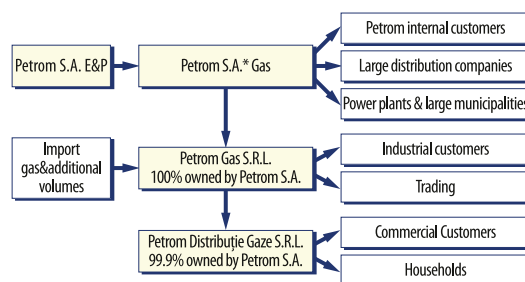 Petrom internal customers
Petrom S.A. E&P
Petrom S.A.* Gas
Large distribution companies
Power plants & large municipalities
Import
gas&additional
volumes
Petrom Gas S.R.L.
100% owned by Petrom S.A.
Industrial customers
Trading
Petrom Distribuție Gaze S.R.L.
99.9% owned by Petrom S.A.
Commercial Customers
Households